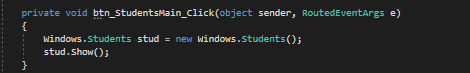 private void btn_StudentsMain_Click(object sender, RoutedEventArgs e)
{
Windows.Students stud = new Windows.Students();
stud.Show();
}